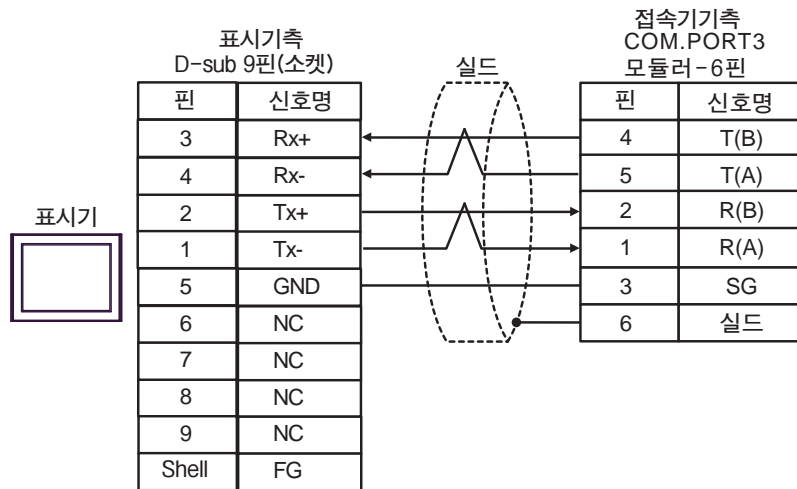 표시기측
D-sub 9핀(소켓)
실드
접속기기측
COM.PORT3
모듈러-6핀
핀 신호명
3 Rx+
4 Rx-
2 Tx+
1 Tx-
5 GND
6 NC
7 NC
8 NC
9 NC
Shell FG
표시기
핀 신호명
4 T(B)
5 T(A)
2 R(B)
1 R(A)
3 SG
6 실드